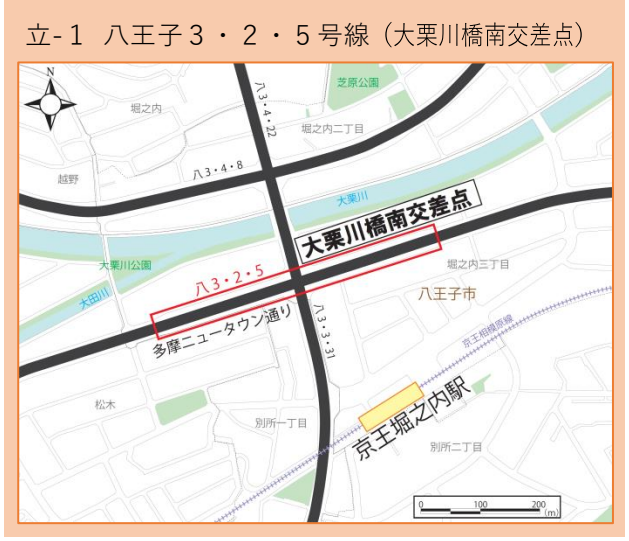 立-1 八王子3・2・5号線（大栗川橋南交差点）
N
芝原公園
堀之内
八3・4・22
堀之内二丁目
八3・4・8
越野
大栗川
大栗川橋南交差点
大栗川公園
八3・2・5
堀之内三丁目
大田川
八王子市
多摩ニュータウン通り
八3・3・31
京王相模原線
松木
京王堀之内駅
別所一丁目
別所二丁目
0 100 200
(m)